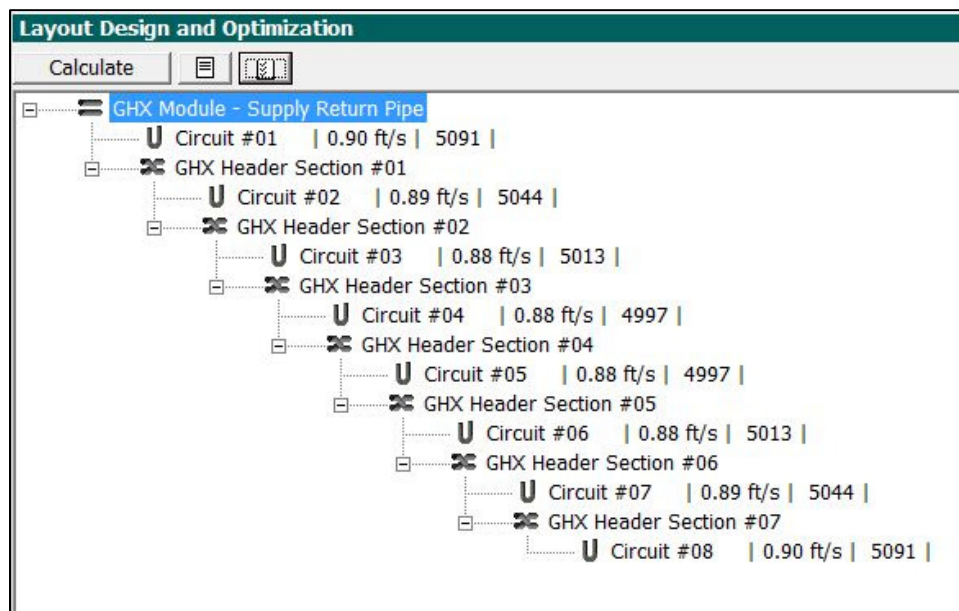 Layout Design and Optimization
Calculate
GHX Module - Supply Return Pipe
Circuit #01 | 0.90 ft/s | 5091 |
GHX Header Section #01
Circuit #02 | 0.89 ft/s | 5044 |
GHX Header Section #02
Circuit #03 | 0.88 ft/s | 5013 |
GHX Header Section #03
Circuit #04 | 0.88 ft/s | 4997 |
GHX Header Section #04
Circuit #05 | 0.88 ft/s | 4997 |
GHX Header Section #05
Circuit #06 | 0.88 ft/s | 5013 |
GHX Header Section #06
Circuit #07 | 0.89 ft/s | 5044 |
GHX Header Section #07
Circuit #08 | 0.90 ft/s | 5091 |